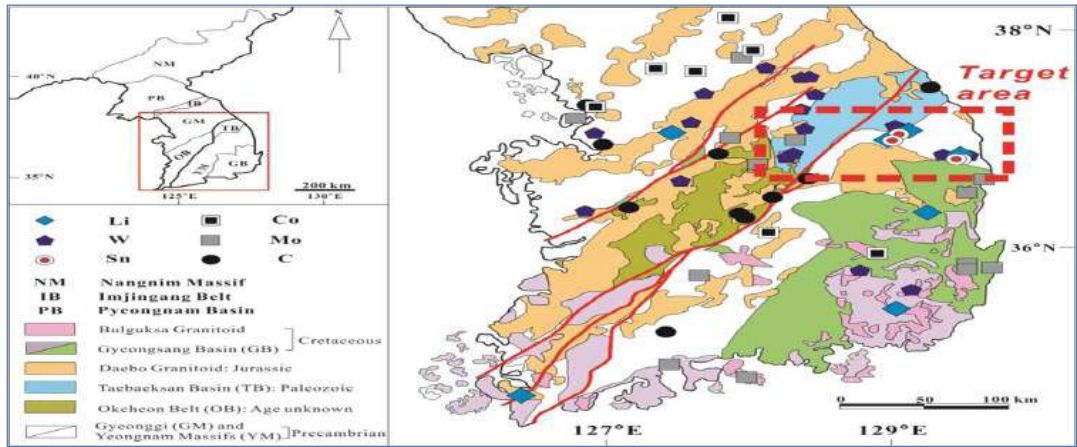 N
40°N
NM
PB
IB
GM
TB
OB
YM
GB
35°N
200 km
125°E
130°E
Li
Co
W
Mo
Sn
C
NM Nangnim Massif
IB Imjingang Belt
PB Pycongnam Basin
Bulguksa Granitoid
Gyeongsang Basin (GB)
Cretaceous
Daebo Granitoid: Jurassic
Taebaeksan Basin (TB): Paleozoic
Okcheon Belt (OB): Age unknown
Gyeonggi (GM) and
Yeongnam Massifs (YM)
Precambrian
38°N
Target
area
36°N
0 50 100 km
127°E
129°E